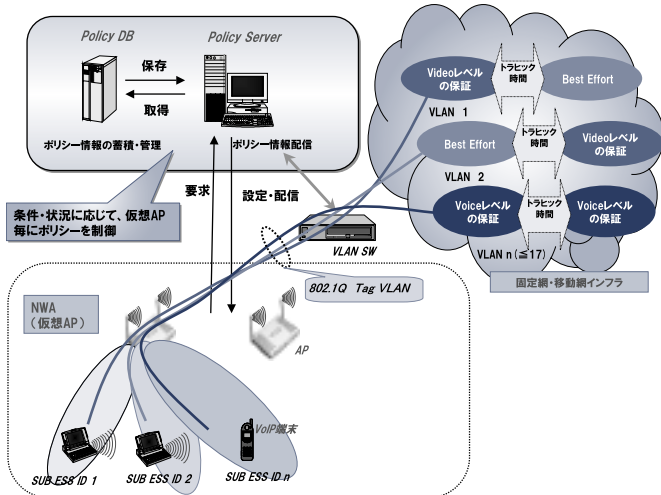 Policy DB
Policy Server
保存
取得
ポリシー情報の蓄積・管理
ポリシー情報配信
条件・状況に応じて、仮想AP
毎にポリシーを制御
要求
設定・配信
Videoレベル
の保証
トラヒック
時間
Best Effort
VLAN 1
Best Effort
トラヒック
時間
Videoレベル
の保証
VLAN 2
Voiceレベル
の保証
トラヒック
時間
Voiceレベル
の保証
VLAN n(≦17)
固定網・移動網インフラ
VLAN SW
802.1Q Tag VLAN
NWA
(仮想AP)
AP
VoIP端末
SUB ESS ID 1
SUB ESS ID 2
SUB ESS ID n